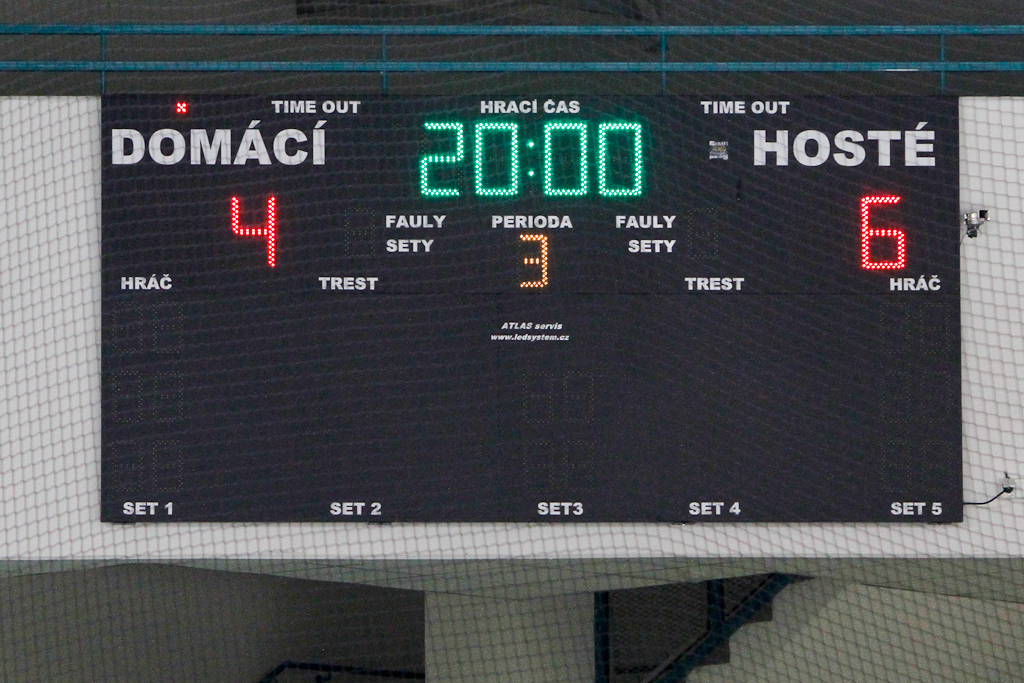 TIME OUT HRACÍ ČAS TIME OUT
DOMÁCÍ 20:00 HOSTÉ
4 FAULY PERIODA FAULY 6
SETY 3 SETY
HRÁČ TREST TREST HRÁČ
ATLAS servis
www.ledsystem.cz
SET 1 SET 2 SET3 SET 4 SET 5